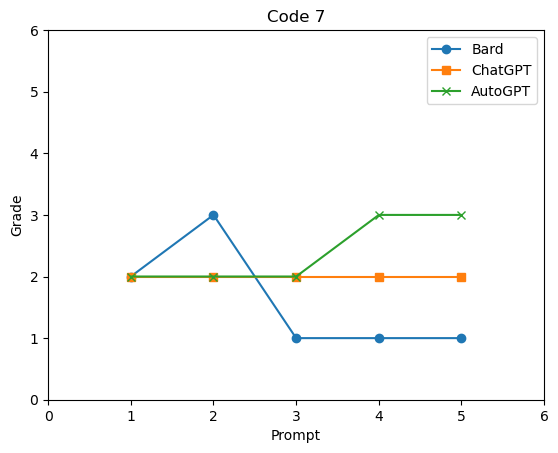 Code 7
Bard
ChatGPT
AutoGPT
Grade
6
5
4
3
2
1
0
0 1 2 3 4 5 6
Prompt